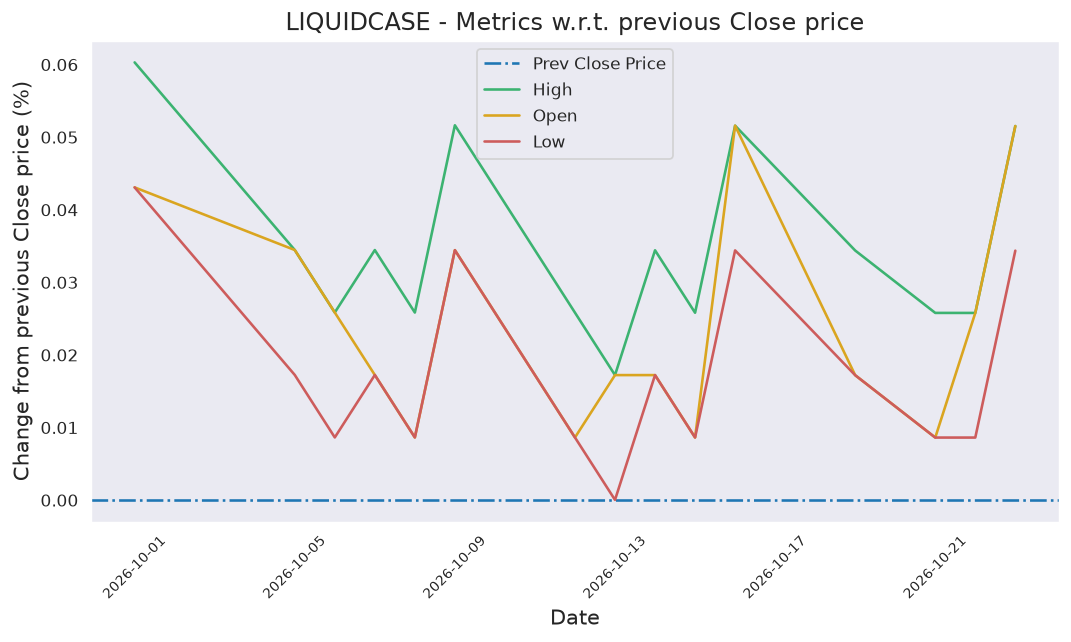 LIQUIDCASE - Metrics w.r.t. previous Close price
Prev Close Price
High
Open
Low
Change from previous Close price (%)
0.06
0.05
0.04
0.03
0.02
0.01
0.00
2026-10-01
2026-10-05
2026-10-09
2026-10-13
2026-10-17
2026-10-21
Date